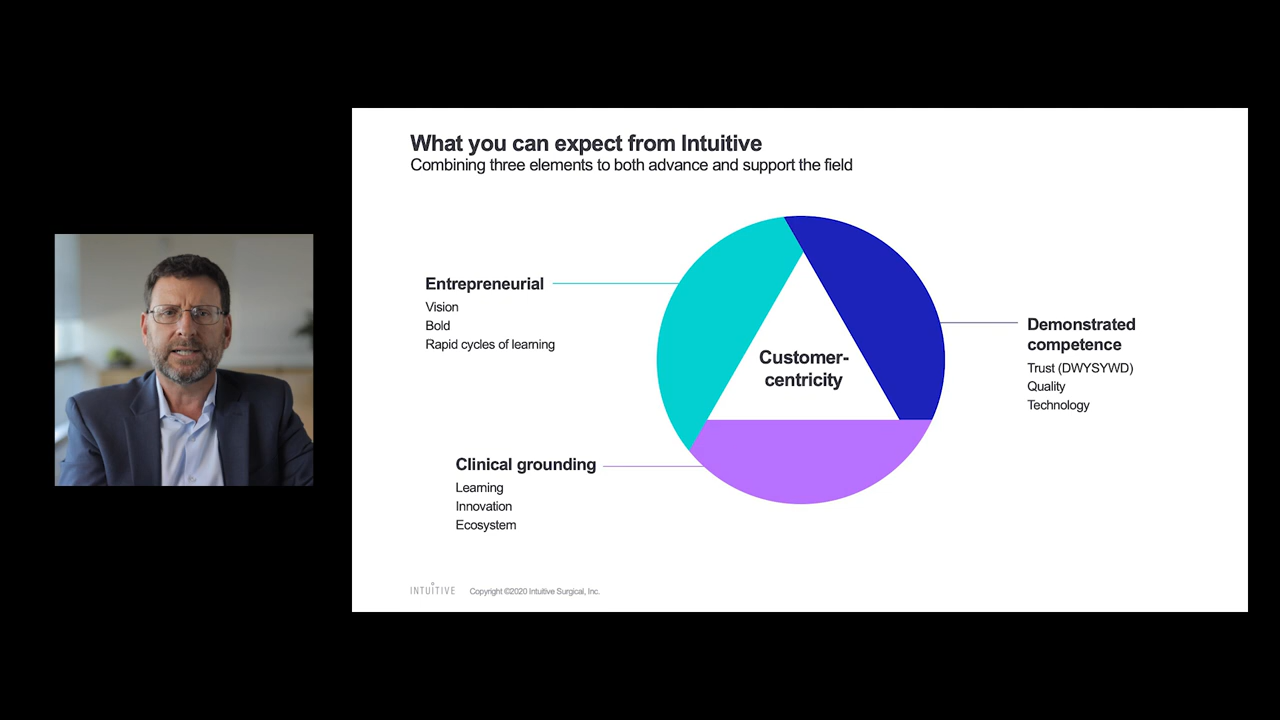 What you can expect from Intuitive
Combining three elements to both advance and support the field
Entrepreneurial
Vision
Bold
Rapid cycles of learning
Customer-
centricity
Demonstrated
competence
Trust (DWYSYWD)
Quality
Technology
Clinical grounding
Learning
Innovation
Ecosystem
INTUITIVE
Copyright ©2020 Intuitive Surgical, Inc.